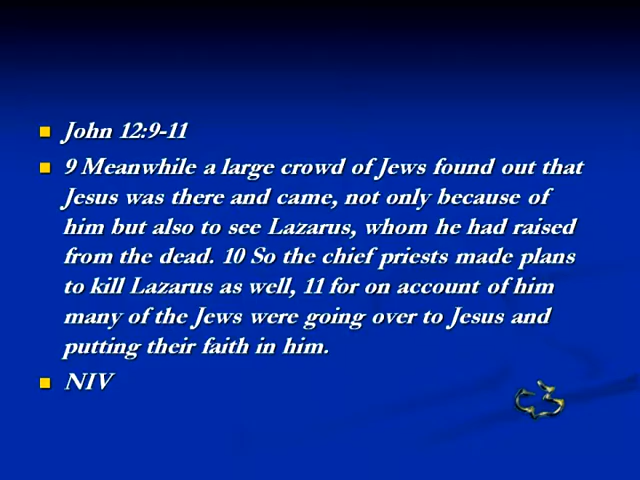 John 12:9-11
9 Meanwhile a large crowd of Jews found out that
Jesus was there and came, not only because of
him but also to see Lazarus, whom he had raised
from the dead. 10 So the chief priests made plans
to kill Lazarus as well, 11 for on account of him
many of the Jews were going over to Jesus and
putting their faith in him.
NIV